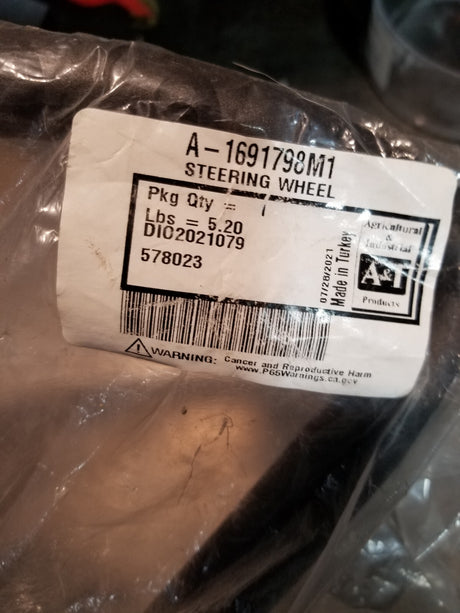 A-1691798M1
STEERING WHEEL
Pkg Qty = 1
Lbs = 5.20
DIO2021079
578023
07/28/2021
Made in Turkey
Agricultural
&
Industrial
A&I
Products
WARNING: Cancer and Reproductive Harm
www.P65Warnings.ca.gov